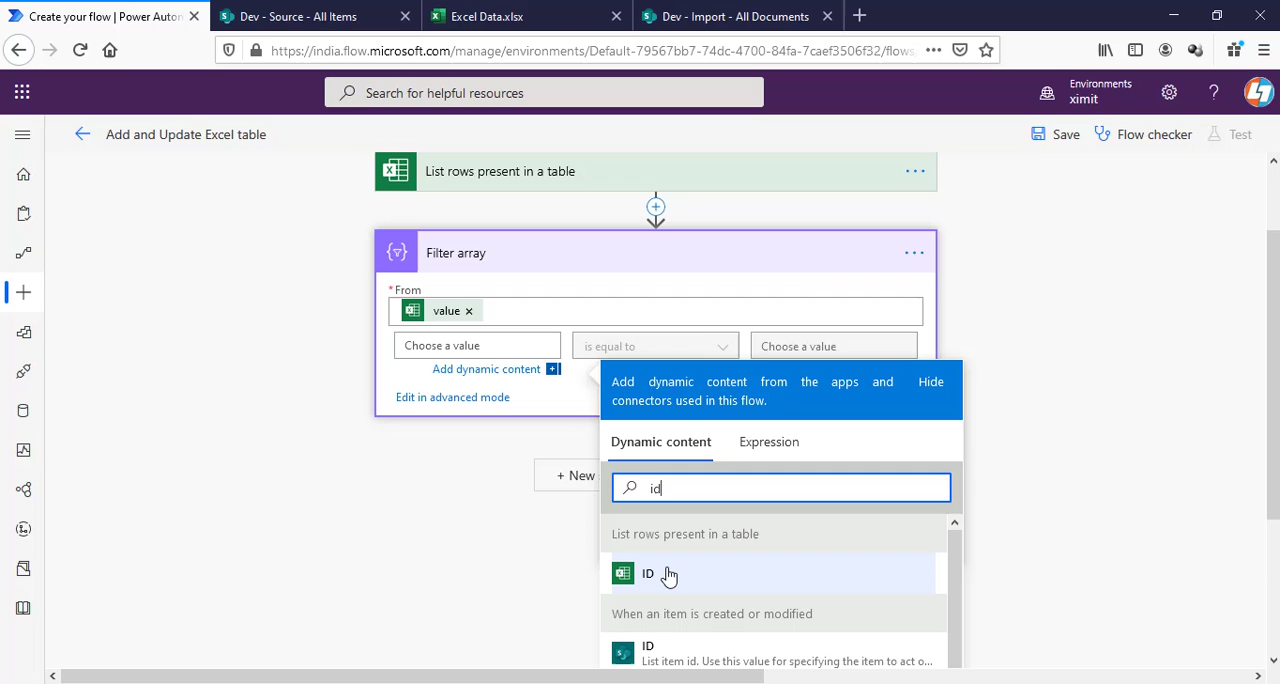 Create your flow | Power Auton
Dev - Source - All Items
Excel Data.xlsx
Dev - Import - All Documents
https://india.flow.microsoft.com/manage/environments/Default-79567bb7-74dc-4700-84fa-7caef3506f32/flows
Search for helpful resources
Environments
ximit
Add and Update Excel table
Save
Flow checker
Test
List rows present in a table
Filter array
* From
value
Choose a value
is equal to
Choose a value
Add dynamic content
Edit in advanced mode
+ New
Add dynamic content from the apps and
connectors used in this flow.
Hide
Dynamic content
Expression
id
List rows present in a table
ID
When an item is created or modified
ID
List item id. Use this value for specifying the item to act o...